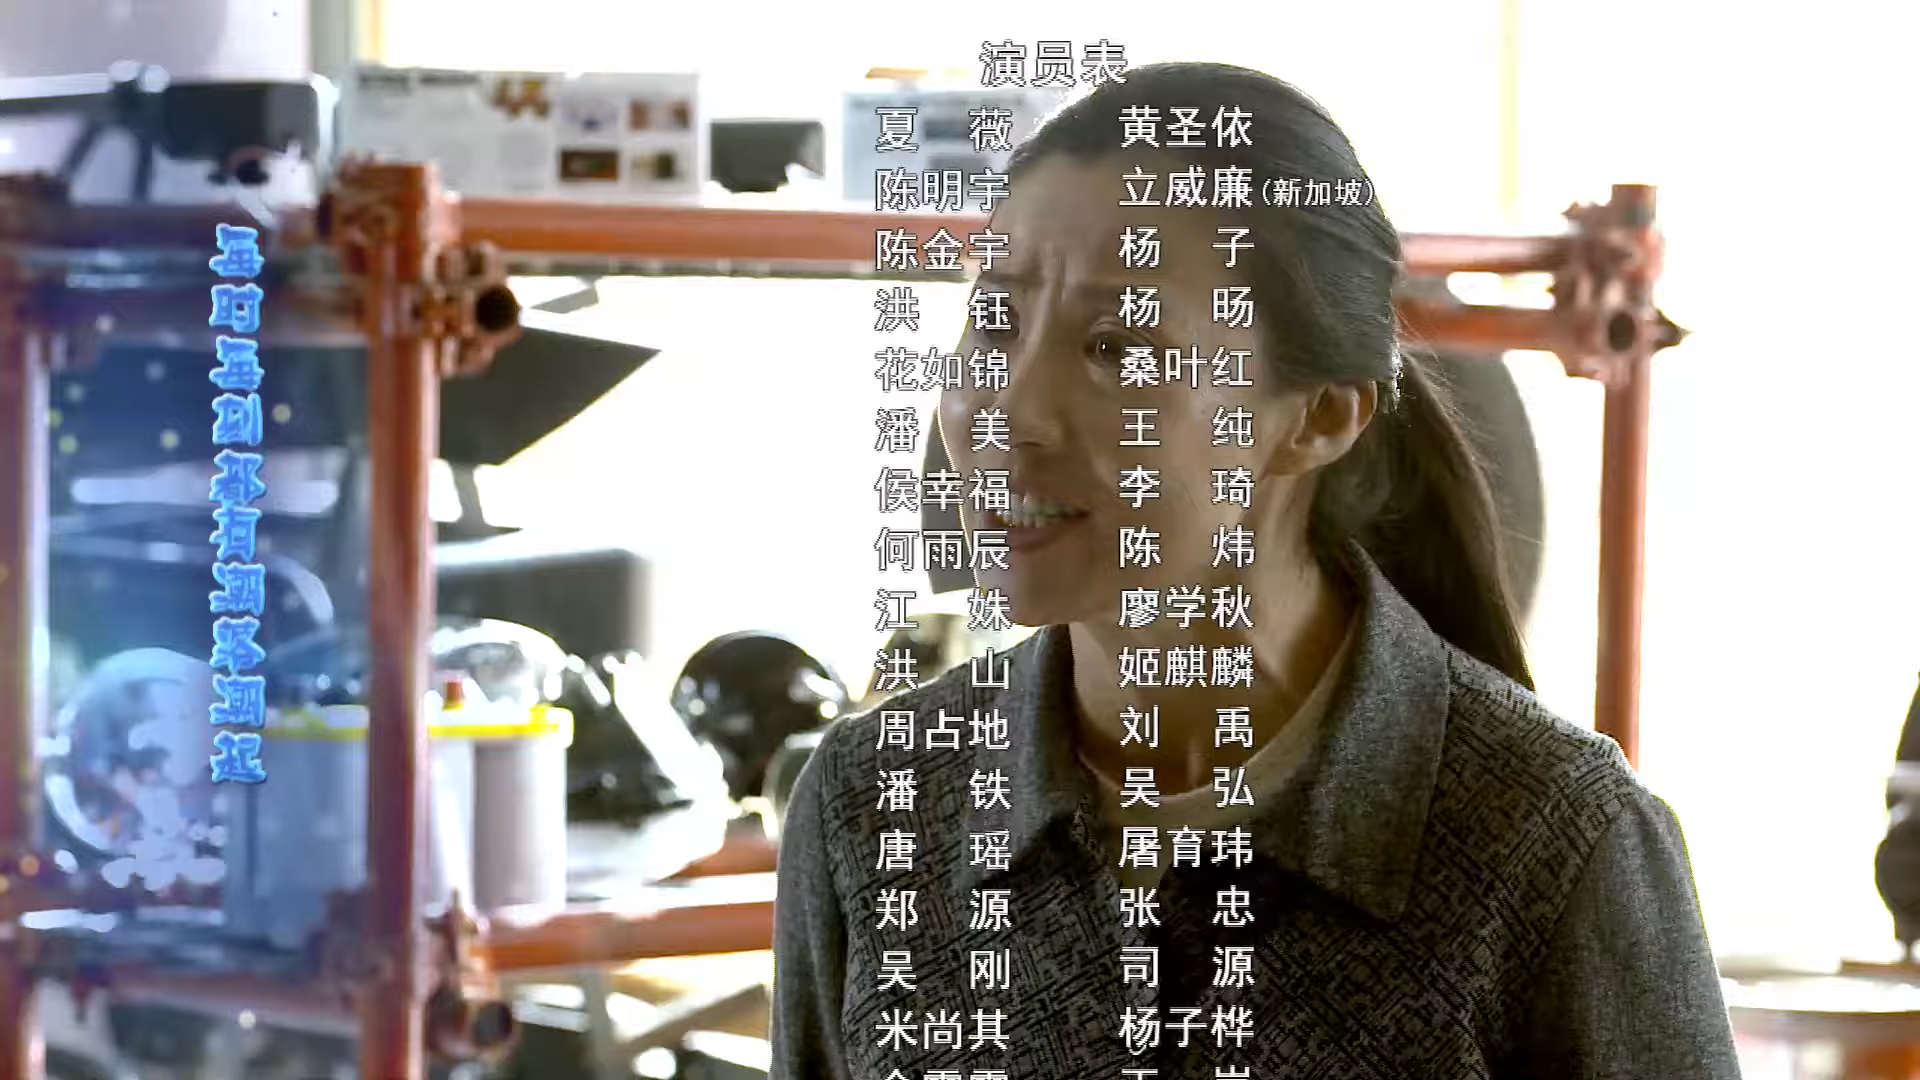 演员表
夏 薇 黄圣依
陈明宇 立威廉(新加坡)
陈金宇 杨 子
洪 钰 杨 旸
花如锦 桑叶红
潘 美 王 纯
侯幸福 李 琦
何雨辰 陈 炜
江 姝 廖学秋
洪 山 姬麒麟
周占地 刘 禹
潘 铁 吴 弘
唐 瑶 屠育玮
郑 源 张 忠
吴 刚 司 源
米尚其 杨子桦
每时每刻都有潮落潮起